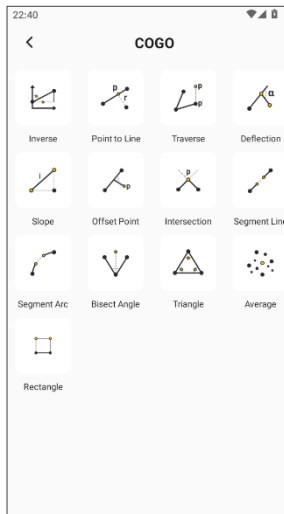 22:40
COGO
Inverse
Point to Line
Traverse
Deflection
Slope
Offset Point
Intersection
Segment Line
Segment Arc
Bisect Angle
Triangle
Average
Rectangle